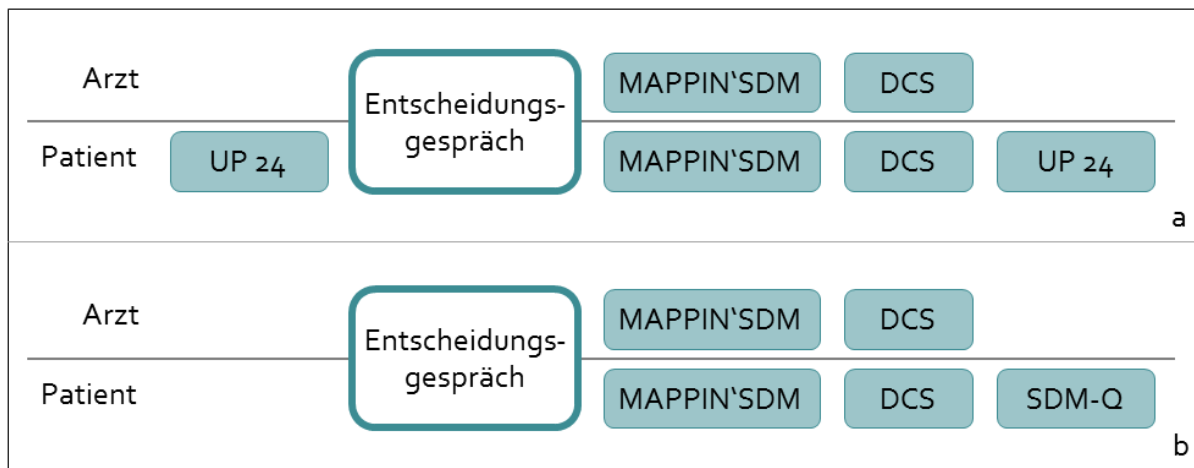 Arzt
MAPPIN‘SDM
DCS
Entscheidungs-
gespräch
Patient
UP 24
MAPPIN‘SDM
DCS
UP 24
a
Arzt
MAPPIN‘SDM
DCS
Entscheidungs-
gespräch
Patient
MAPPIN‘SDM
DCS
SDM-Q
b